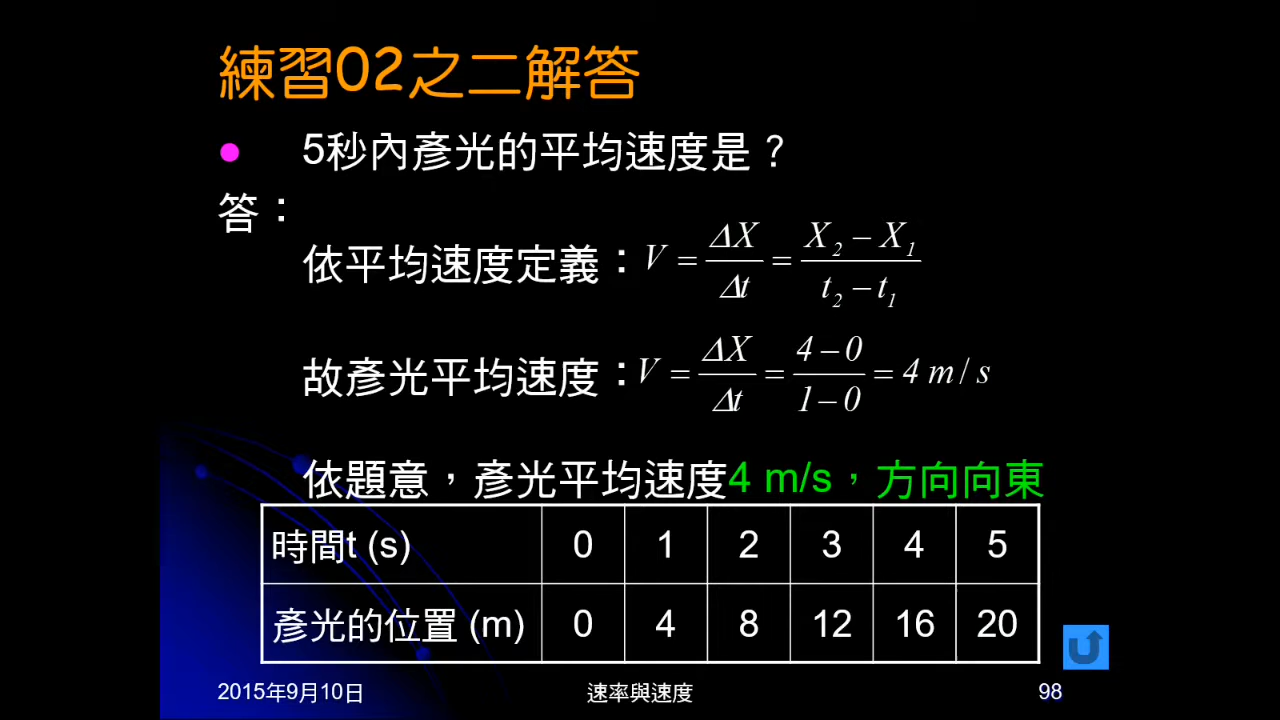 練習02之二解答
● 5秒內彥光的平均速度是？
答：
依平均速度定義：V = ΔX/Δt = (X₂ − X₁)/(t₂ − t₁)
故彥光平均速度：V = ΔX/Δt = (4 − 0)/(1 − 0) = 4 m / s
依題意，彥光平均速度4 m/s，方向向東
時間t (s) 0 1 2 3 4 5
彥光的位置 (m) 0 4 8 12 16 20
2015年9月10日 速率與速度 98